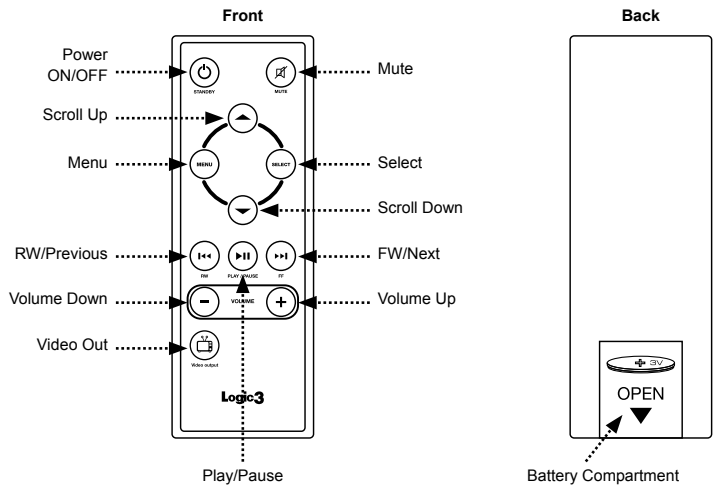 Front
Back
Power
ON/OFF
Mute
STANDBY
MUTE
Scroll Up
Menu
MENU
SELECT
Select
Scroll Down
RW/Previous
FW/Next
RW
PLAY / PAUSE
FF
Volume Down
VOLUME
Volume Up
Video Out
Video output
3V
OPEN
Logic3
Play/Pause
Battery Compartment